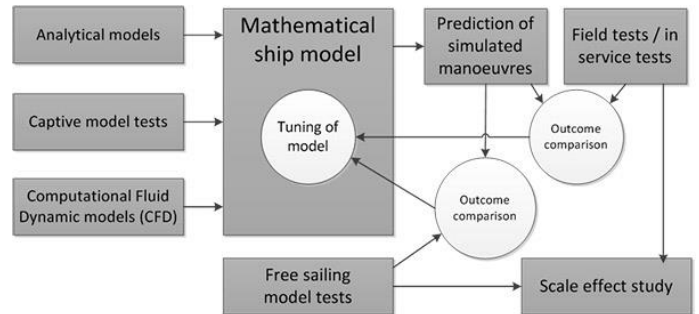 Analytical models
Captive model tests
Computational Fluid
Dynamic models (CFD)
Mathematical
ship model
Tuning of
model
Prediction of
simulated
manoeuvres
Field tests / in
service tests
Outcome
comparison
Outcome
comparison
Free sailing
model tests
Scale effect study